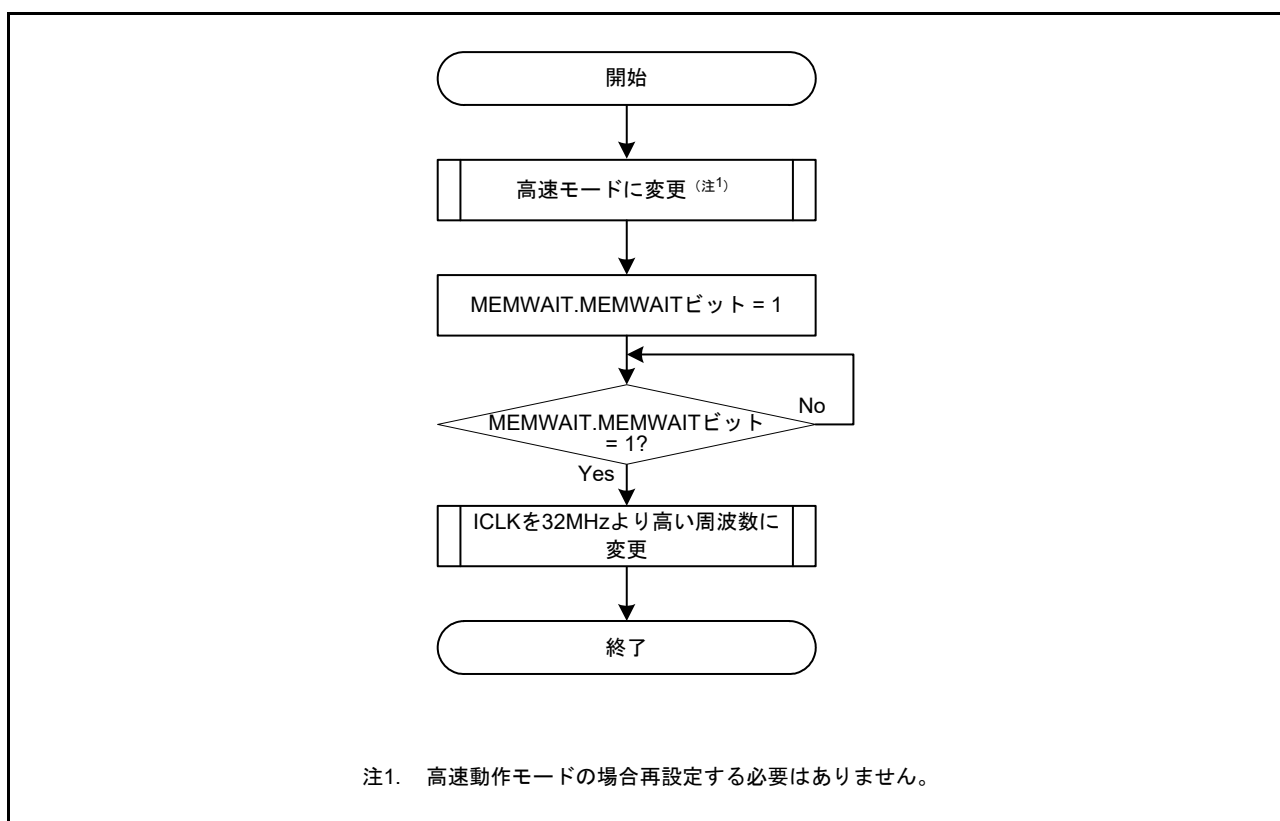 開始
高速モードに変更（注1）
MEMWAIT.MEMWAITビット = 1
MEMWAIT.MEMWAITビット
= 1?
No
Yes
ICLKを32MHzより高い周波数に
変更
終了
注1. 高速動作モードの場合再設定する必要はありません。